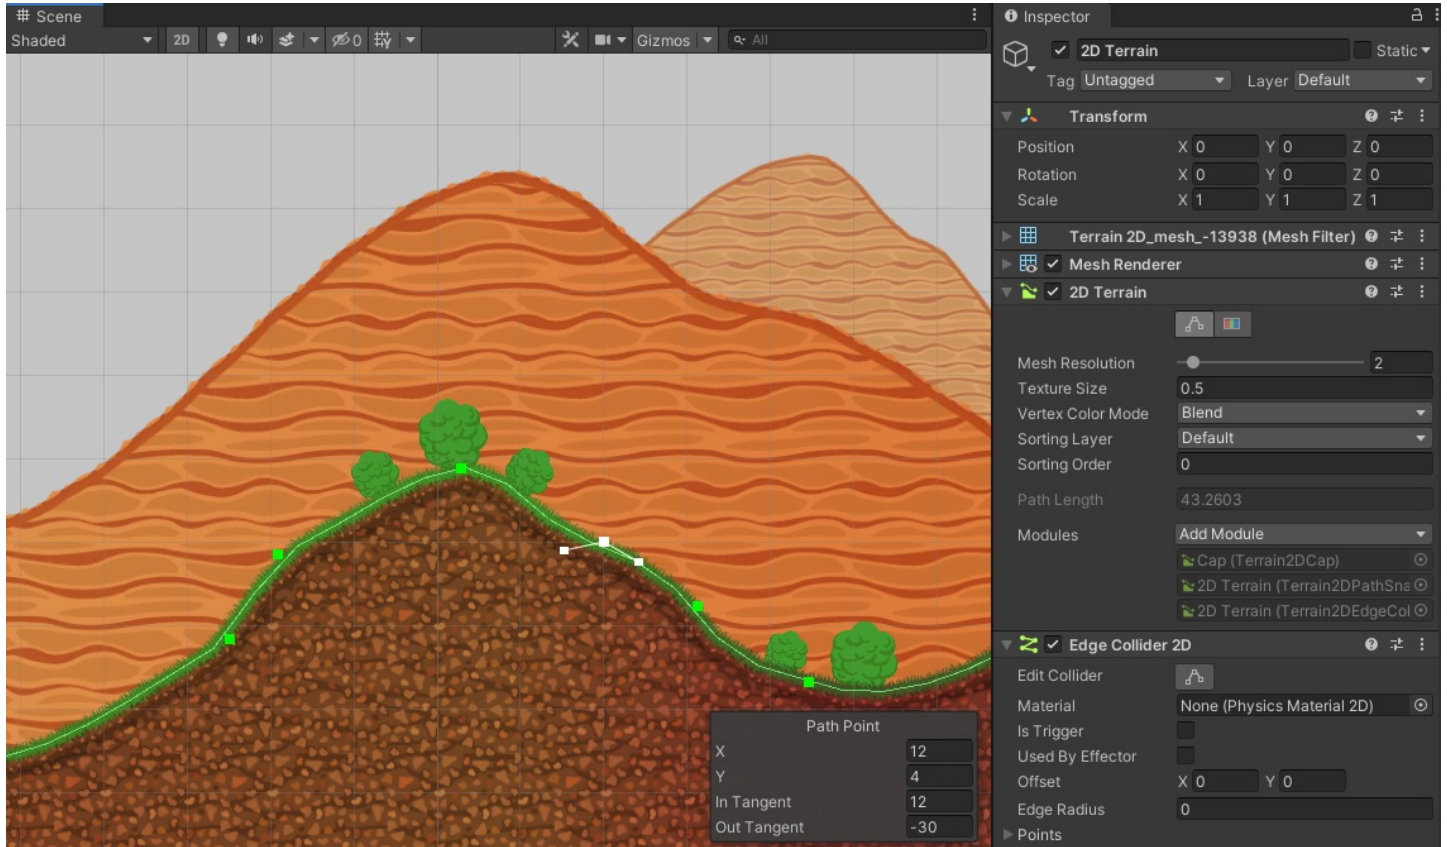 Scene
Shaded
2D
0
Gizmos
All
Path Point
X 12
Y 4
In Tangent 12
Out Tangent -30
Inspector
2D Terrain
Static
Tag Untagged Layer Default
Transform
Position X 0 Y 0 Z 0
Rotation X 0 Y 0 Z 0
Scale X 1 Y 1 Z 1
Terrain 2D_mesh_-13938 (Mesh Filter)
Mesh Renderer
2D Terrain
Mesh Resolution 2
Texture Size 0.5
Vertex Color Mode Blend
Sorting Layer Default
Sorting Order 0
Path Length 43.2603
Modules Add Module
Cap (Terrain2DCap)
2D Terrain (Terrain2DPathSna
2D Terrain (Terrain2DEdgeCol
Edge Collider 2D
Edit Collider
Material None (Physics Material 2D)
Is Trigger
Used By Effector
Offset X 0 Y 0
Edge Radius 0
Points